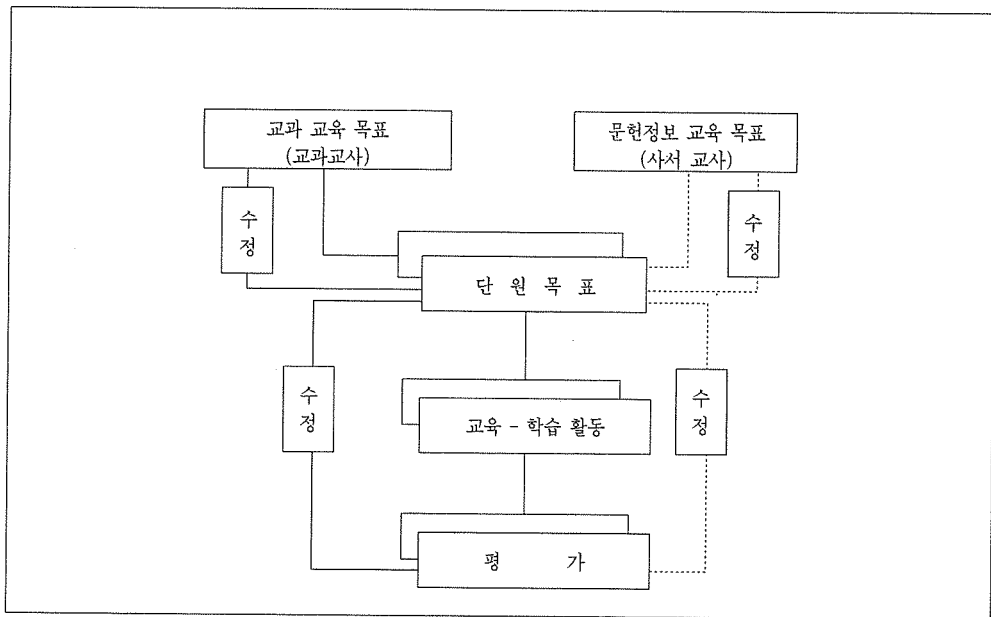 교과 교육 목표
(교과교사)
문헌정보 교육 목표
(사서 교사)
수
정
수
정
단 원 목 표
수
정
수
정
교육 - 학습 활동
평 가